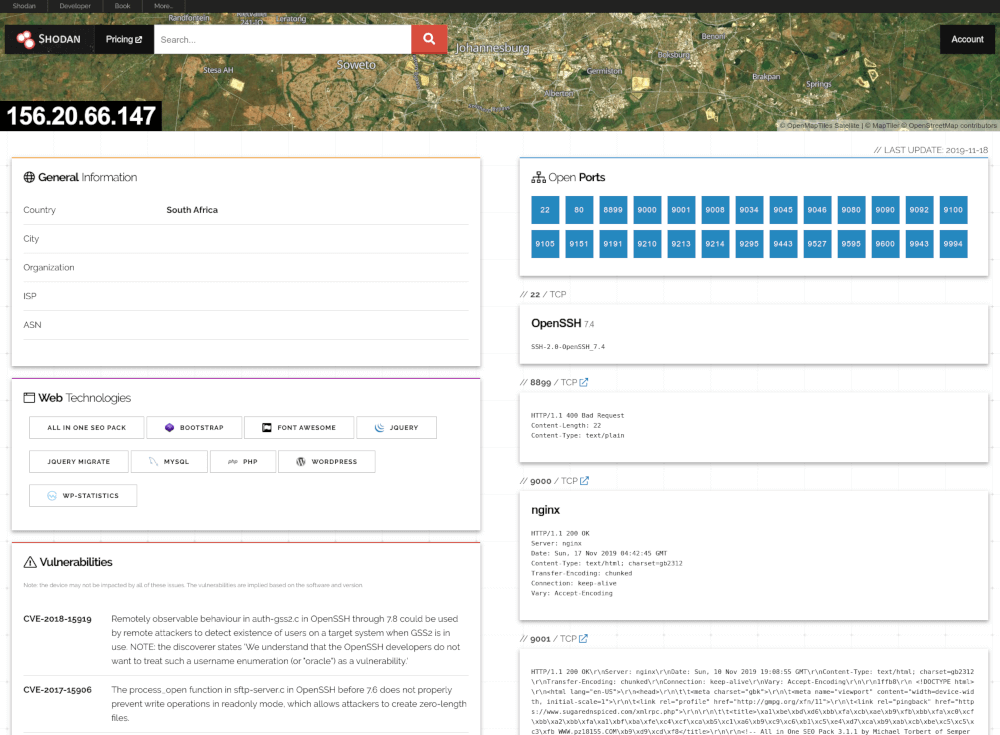 Shodan Developer Book More...
Randfontein
Katlehong
SHODAN Pricing Search... Account
Johannesburg
Soweto
Stesa AH
Benoni
Boksburg
Germiston
Brakpan
Springs
Alberton
156.20.66.147
© OpenMapTiles Satellite | © MapTiler © OpenStreetMap contributors
// LAST UPDATE: 2019-11-18
General Information
Country South Africa
City
Organization
ISP
ASN
Web Technologies
ALL IN ONE SEO PACK BOOTSTRAP FONT AWESOME JQUERY
JQUERY MIGRATE MYSQL php PHP WORDPRESS
WP-STATISTICS
Vulnerabilities
Note: the device may not be impacted by all of these issues. The vulnerabilities are implied based on the software and version.
CVE-2018-15919 Remotely observable behaviour in auth-gss2.c in OpenSSH through 7.8 could be used
by remote attackers to detect existence of users on a target system when GSS2 is in
use. NOTE: the discoverer states 'We understand that the OpenSSH developers do not
want to treat such a username enumeration (or "oracle") as a vulnerability.'
CVE-2017-15906 The process_open function in sftp-server.c in OpenSSH before 7.6 does not properly
prevent write operations in readonly mode, which allows attackers to create zero-length
files.
Open Ports
22 80 8899 9000 9001 9008 9034 9045 9046 9080 9090 9092 9100
9105 9151 9191 9210 9213 9214 9295 9443 9527 9595 9600 9943 9994
// 22 / TCP
OpenSSH 7.4
SSH-2.0-OpenSSH_7.4
// 8899 / TCP
HTTP/1.1 400 Bad Request
Content-Length: 22
Content-Type: text/plain
// 9000 / TCP
nginx
HTTP/1.1 200 OK
Server: nginx
Date: Sun, 17 Nov 2019 04:42:45 GMT
Content-Type: text/html; charset=gb2312
Transfer-Encoding: chunked
Connection: keep-alive
Vary: Accept-Encoding
// 9001 / TCP
HTTP/1.1 200 OK\r\nServer: nginx\r\nDate: Sun, 10 Nov 2019 19:08:55 GMT\r\nContent-Type: text/html; charset=gb2312
\r\nTransfer-Encoding: chunked\r\nConnection: keep-alive\r\nVary: Accept-Encoding\r\n\r\n1ffb8\r\n <!DOCTYPE html>
\r\n<html lang="en-US">\r\n<head>\r\n\t\t<meta charset="gbk">\r\n\t<meta name="viewport" content="width=device-wid
th, initial-scale=1">\r\n\t<link rel="profile" href="http://gmpg.org/xfn/11">\r\n\t\t<link rel="pingback" href="http
s://www.sugarednspiced.com/xmlrpc.php">\r\n\t\r\n\t\t<title>\xa1\xbe\xbd\xd6\xbb\xfa\xcb\xae\xb9\xfb\xbb\xfa\xc0\xcf
\xbb\xa2\xbb\xfa\xa1\xbf\xba\xfe\xc4\xcf\xca\xb5\xc1\xa6\xb9\xc9\xc6\xb1\xc5\xe4\xd7\xca\xb9\xab\xcb\xbe\xc5\xc5\x
c3\xfb_WWW.pz18155.COM\xb9\xd9\xcd\xf8</title>\r\n\r\n<!-- All in One SEO Pack 3.1.1 by Michael Torbert of Semper